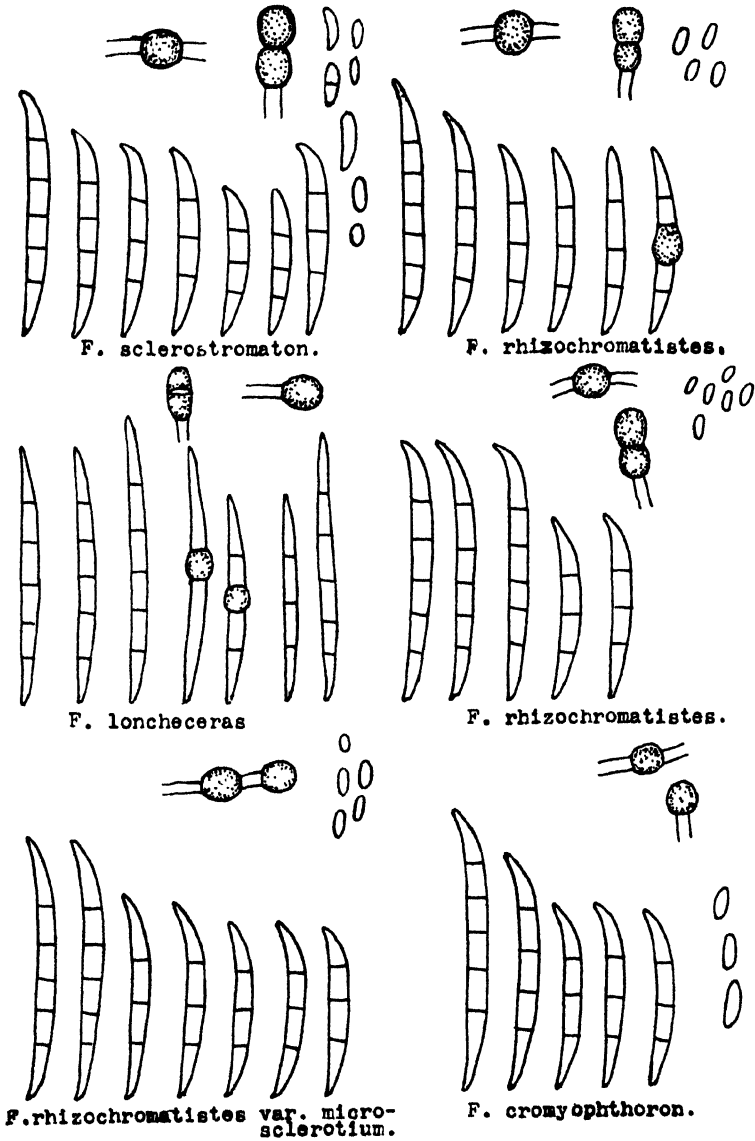 F. sclerostromaton.
F. rhizochromatistes.
F. loncheceras
F. rhizochromatistes.
F.rhizochromatistes var. micro-
sclerotium.
F. cromyophthoron.